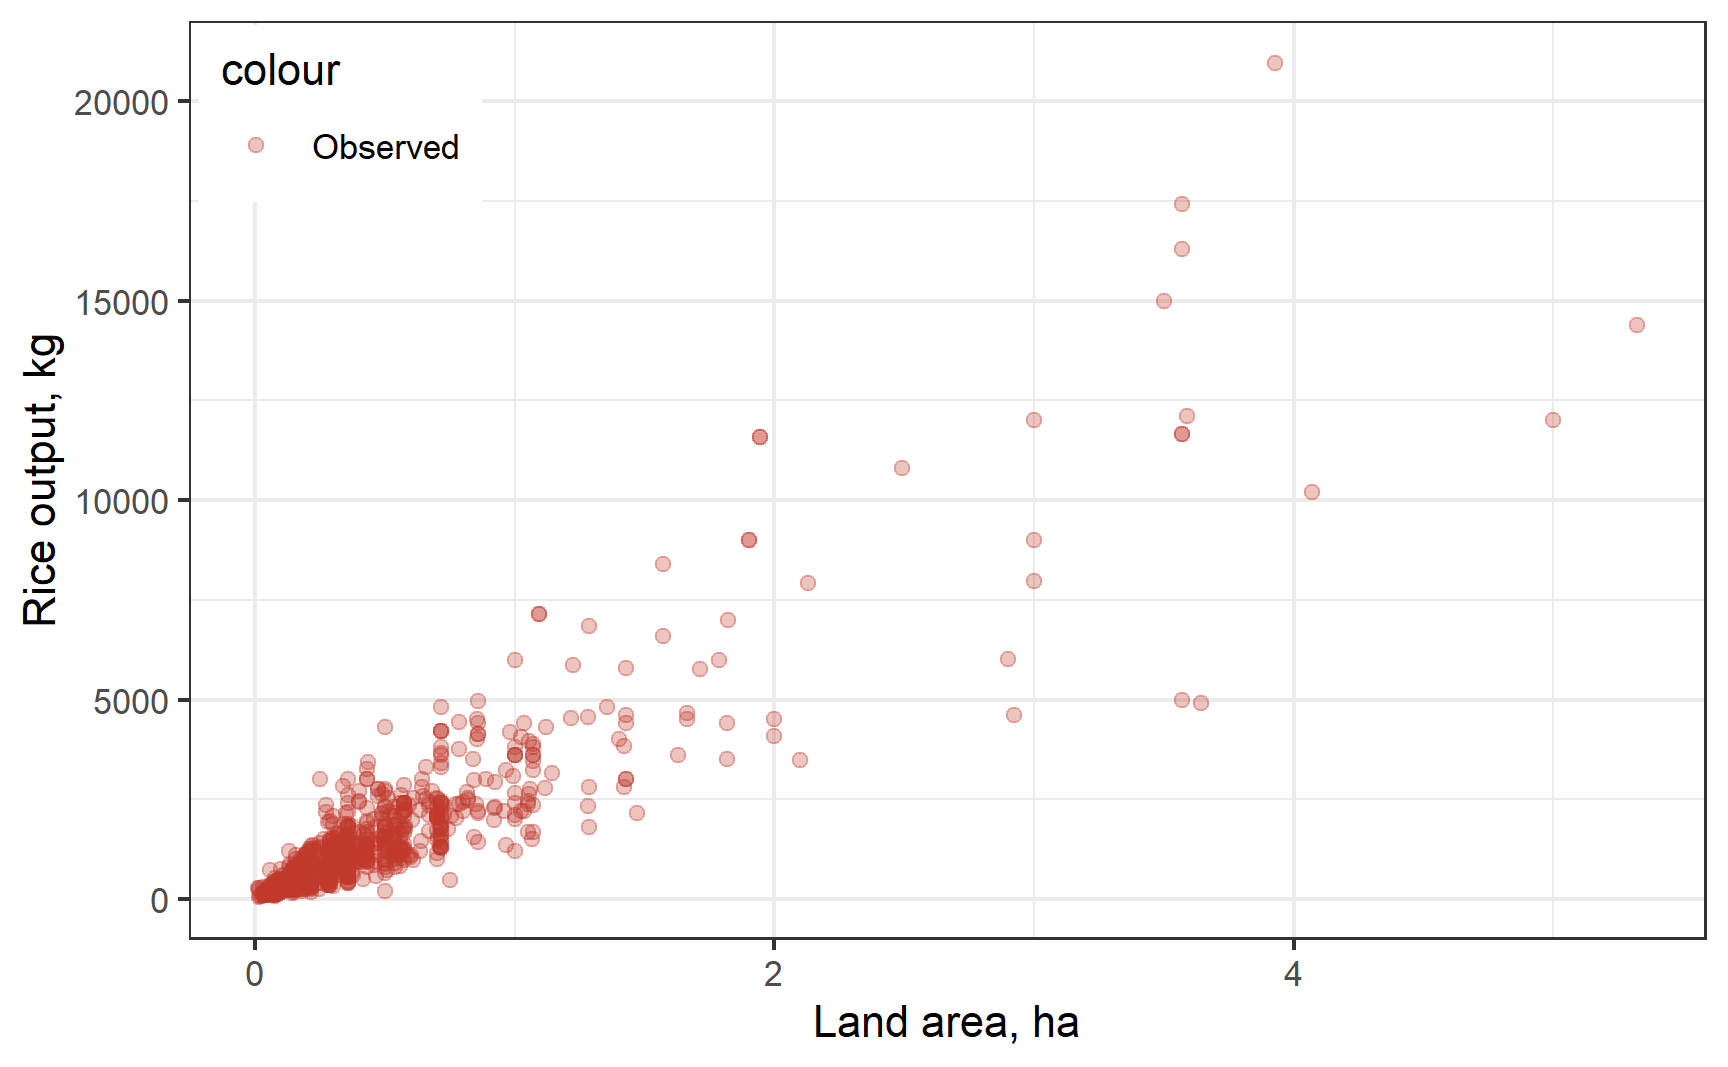 colour
Observed
20000
15000
10000
5000
0
Rice output, kg
0
2
4
Land area, ha